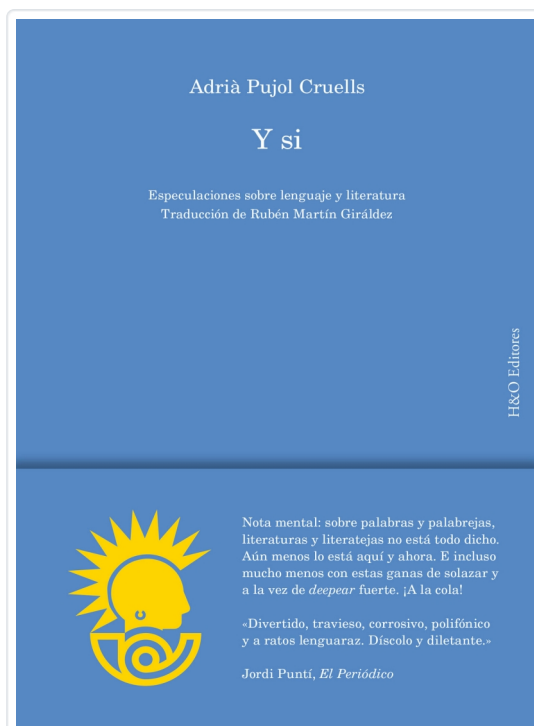 Adrià Pujol Cruells
Y si
Especulaciones sobre lenguaje y literatura
Traducción de Rubén Martín Giráldez
H&O Editores
Nota mental: sobre palabras y palabrejas,
literaturas y literatejas no está todo dicho.
Aún menos lo está aquí y ahora. E incluso
mucho menos con estas ganas de solazar y
a la vez de deepear fuerte. ¡A la cola!
«Divertido, travieso, corrosivo, polifónico
y a ratos lenguaraz. Díscolo y diletante.»
Jordi Puntí, El Periódico